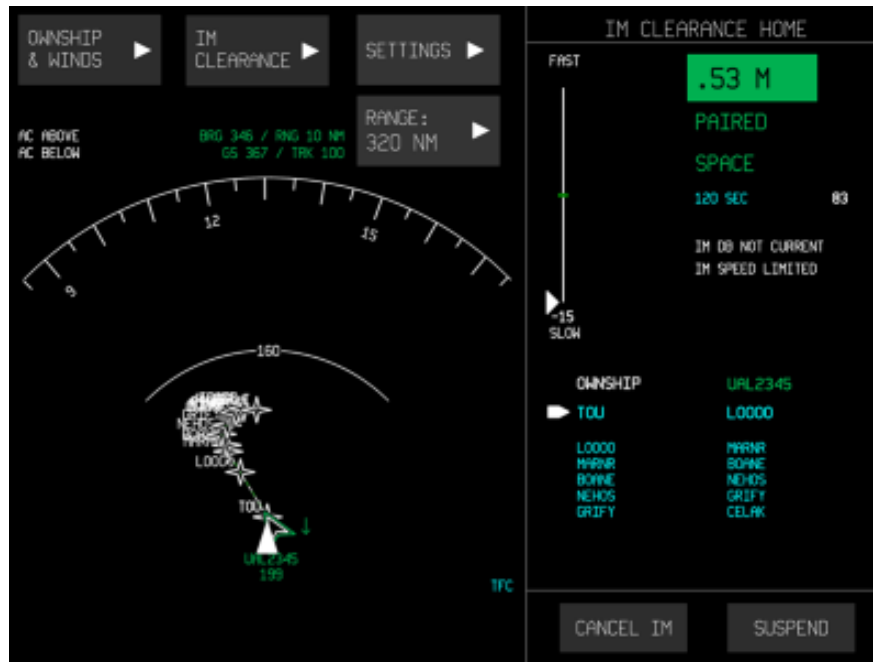 OWNSHIP
& WINDS
IM
CLEARANCE
SETTINGS
RANGE:
320 NM
AC ABOVE
AC BELOW
BRG 346 / RNG 10 NM
GS 367 / TRK 100
9
12
15
160
NEHOS
LOOOO
TOU
UAL2345
199
TFC
IM CLEARANCE HOME
FAST
.53 M
PAIRED
SPACE
120 SEC 83
IM DB NOT CURRENT
IM SPEED LIMITED
-15
SLOW
OWNSHIP UAL2345
TOU LOOOO
LOOOO MARNR
MARNR BOANE
BOANE NEHOS
NEHOS GRIFY
GRIFY CELAK
CANCEL IM SUSPEND